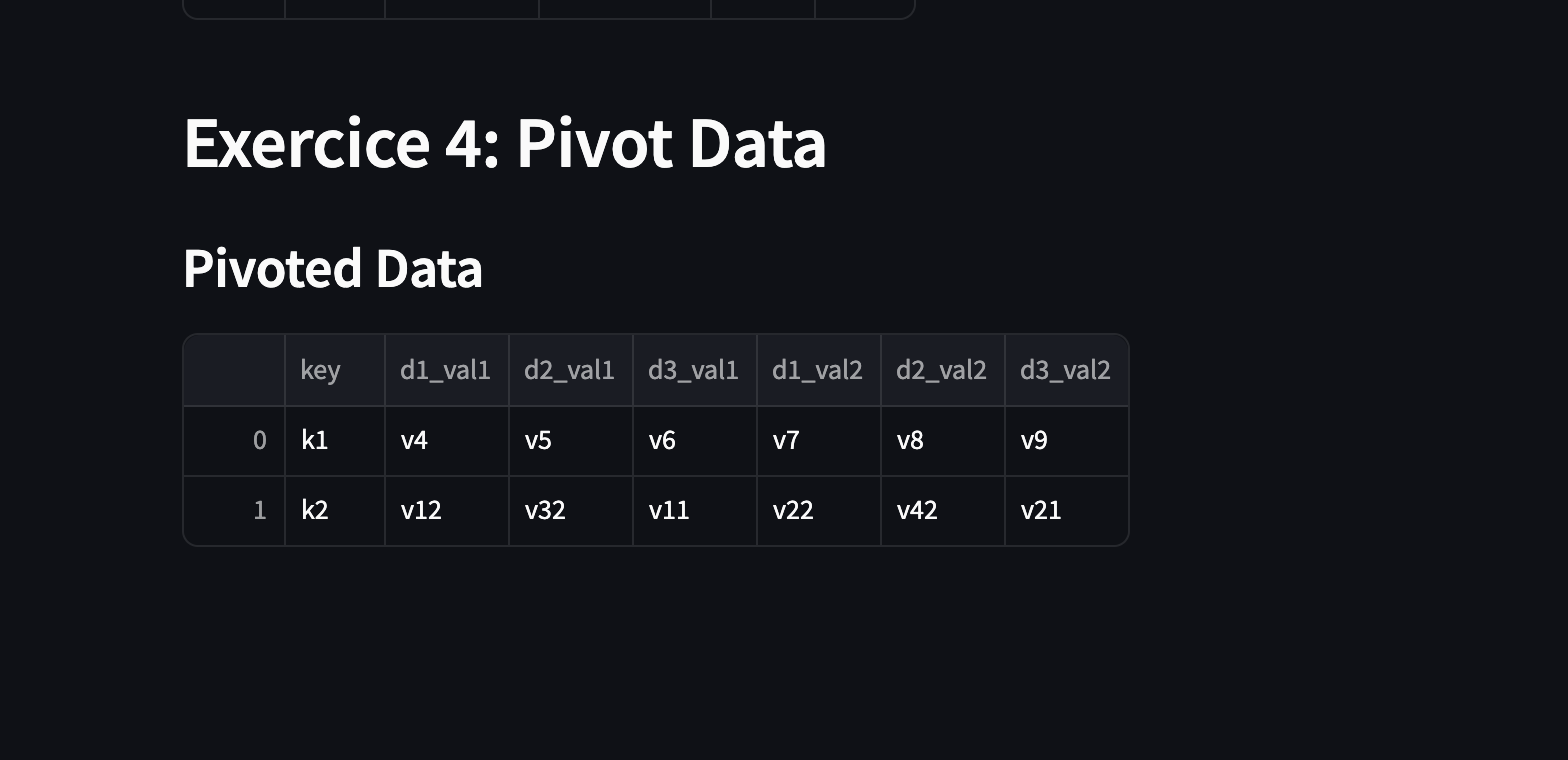 Exercice 4: Pivot Data
Pivoted Data
key d1_val1 d2_val1 d3_val1 d1_val2 d2_val2 d3_val2
0 k1 v4 v5 v6 v7 v8 v9
1 k2 v12 v32 v11 v22 v42 v21